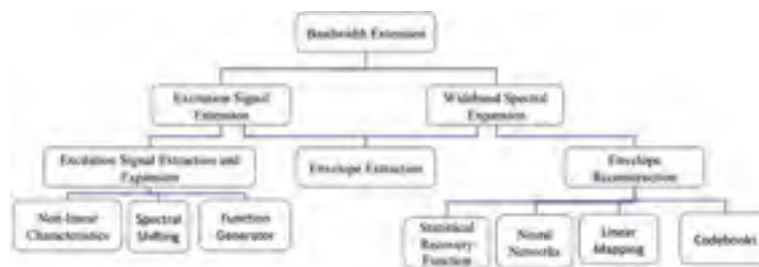 Bandwidth Extension
Excitation Signal
Extension
Wideband Spectral
Expansion
Excitation Signal Extraction and
Expansion
Envelope Extraction
Envelope
Reconstruction
Non-linear
Characteristics
Spectral
Shifting
Function
Generator
Statistical
Recovery
Function
Neural
Networks
Linear
Mapping
Codebooks